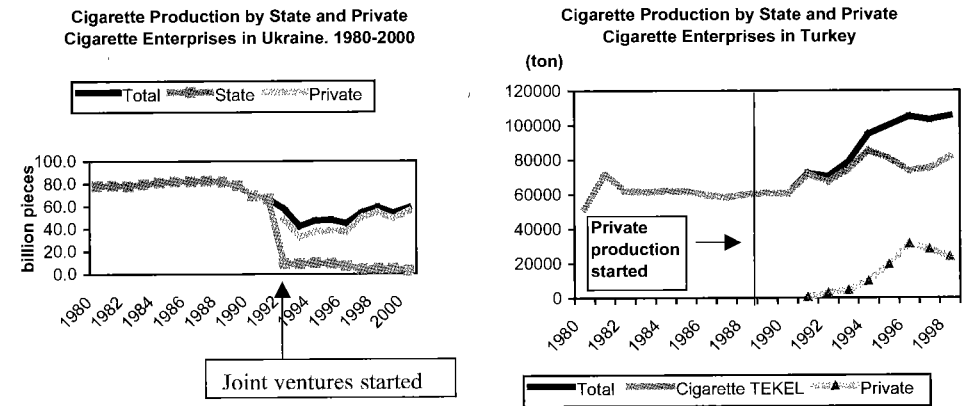 Cigarette Production by State and Private
Cigarette Enterprises in Ukraine. 1980-2000
Total State Private
billion pieces
100.0
80.0
60.0
40.0
20.0
0.0
1980
1982
1984
1986
1988
1990
1992
1994
1996
1998
2000
Joint ventures started
Cigarette Production by State and Private
Cigarette Enterprises in Turkey
(ton)
120000
100000
80000
60000
40000
20000
0
Private
production
started
1980
1982
1984
1986
1988
1990
1992
1994
1996
1998
Total Cigarette TEKEL Private